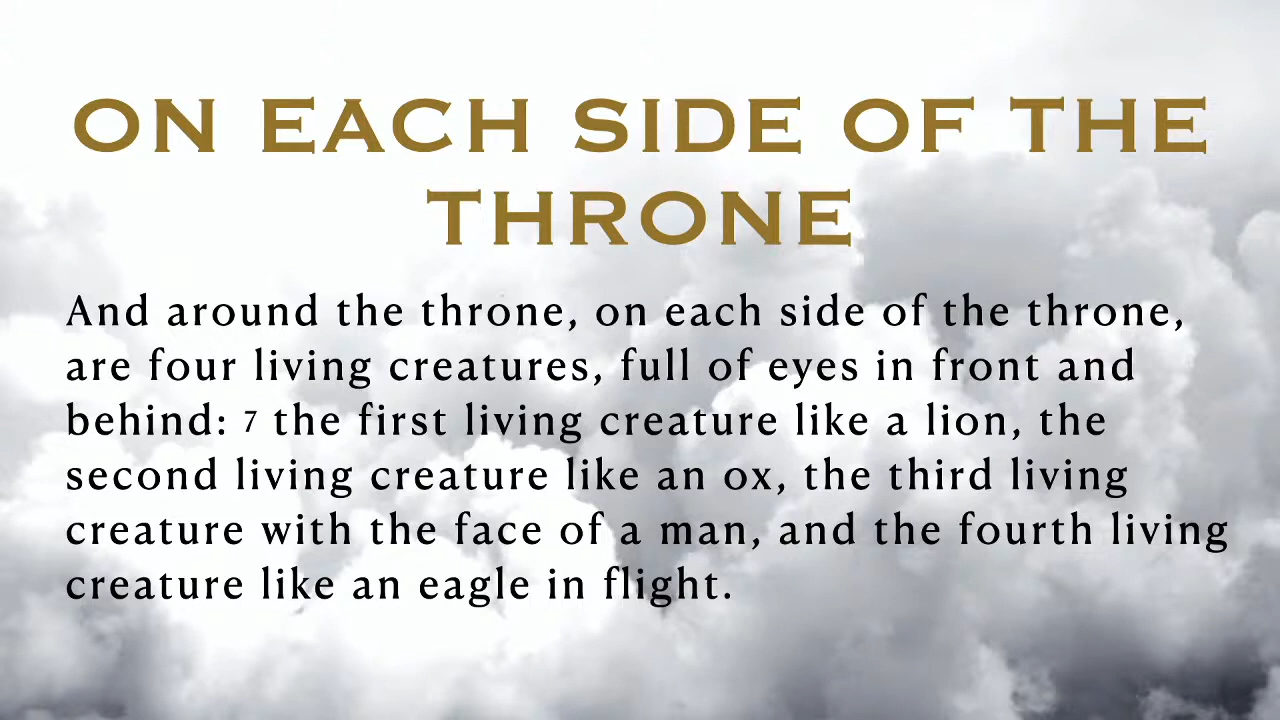 ON EACH SIDE OF THE
THRONE
And around the throne, on each side of the throne,
are four living creatures, full of eyes in front and
behind: 7 the first living creature like a lion, the
second living creature like an ox, the third living
creature with the face of a man, and the fourth living
creature like an eagle in flight.